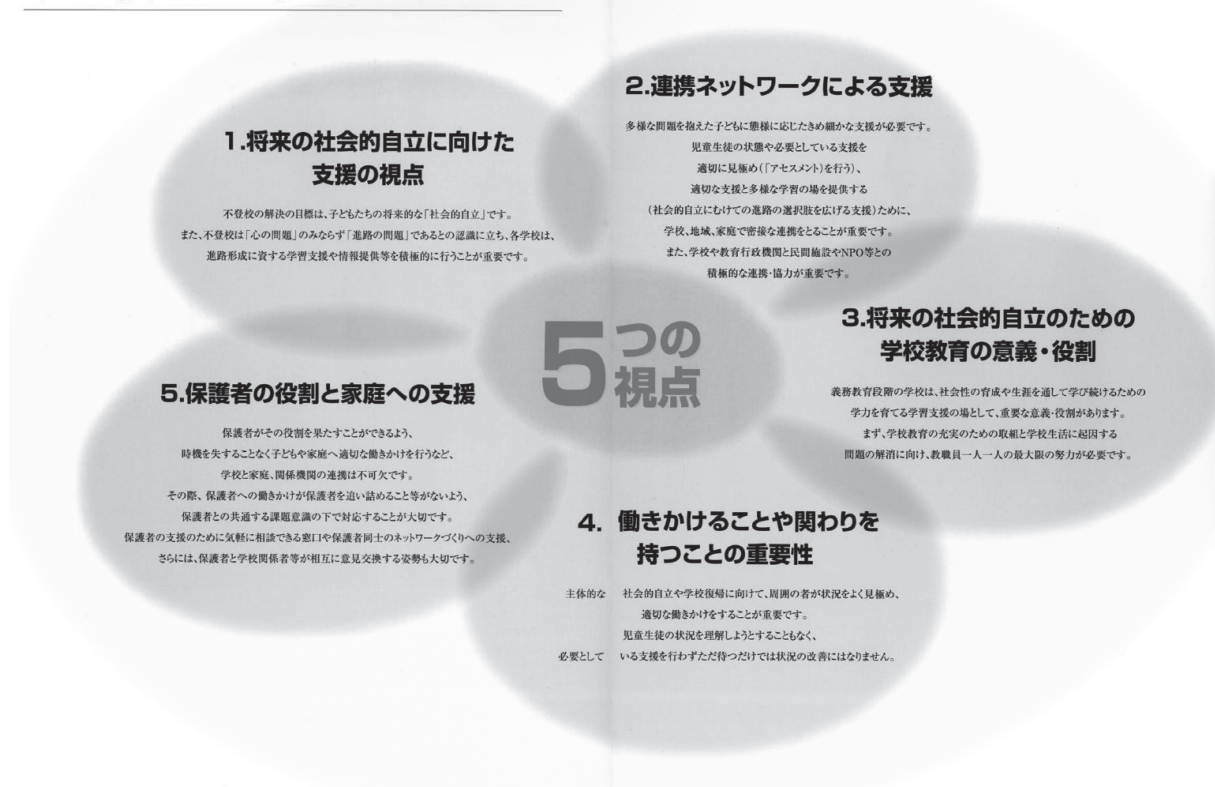 1.将来の社会的自立に向けた
支援の視点
不登校の解決の目標は、子どもたちの将来的な「社会的自立」です。
また、不登校は「心の問題」のみならず「進路の問題」であるとの認識に立ち、各学校は、
進路形成に資する学習支援や情報提供等を積極的に行うことが重要です。
2.連携ネットワークによる支援
多様な問題を抱えた子どもに態様に応じたきめ細かな支援が必要です。
児童生徒の状態や必要としている支援を
適切に見極め(「アセスメント)を行う)、
適切な支援と多様な学習の場を提供する
(社会的自立にむけての進路の選択肢を広げる支援)ために、
学校、地域、家庭で密接な連携をとることが重要です。
また、学校や教育行政機関と民間施設やNPO等との
積極的な連携・協力が重要です。
3.将来の社会的自立のための
学校教育の意義・役割
義務教育段階の学校は、社会性の育成や生涯を通して学び続けるための
学力を育てる学習支援の場として、重要な意義・役割があります。
まず、学校教育の充実のための取組と学校生活に起因する
問題の解消に向け、教職員一人一人の最大限の努力が必要です。
5つの
視点
5.保護者の役割と家庭への支援
保護者がその役割を果たすことができるよう、
時機を失することなく子どもや家庭へ適切な働きかけを行うなど、
学校と家庭、関係機関の連携は不可欠です。
その際、保護者への働きかけが保護者を追い詰めること等がないよう、
保護者との共通する課題意識の下で対応することが大切です。
保護者の支援のために気軽に相談できる窓口や保護者同士のネットワークづくりへの支援、
さらには、保護者と学校関係者等が相互に意見交換する姿勢も大切です。
4. 働きかけることや関わりを
持つことの重要性
主体的な 社会的自立や学校復帰に向けて、周囲の者が状況をよく見極め、
適切な働きかけをすることが重要です。
児童生徒の状況を理解しようとすることもなく、
必要として いる支援を行わずただ待つだけでは状況の改善にはなりません。